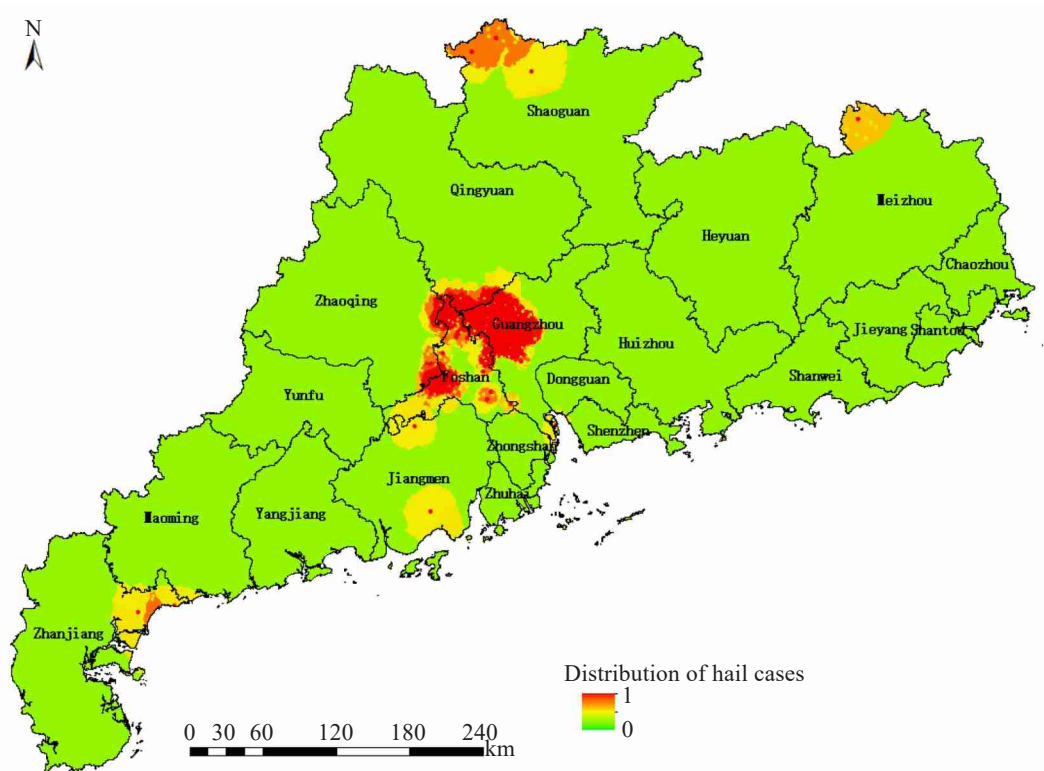 N
Shaoguan
Qingyuan
Meizhou
Heyuan
Chaozhou
Zhaoqing
Guangzhou
Jieyang
Shantou
Huizhou
Foshan
Dongguan
Shanwei
Yunfu
Shenzhen
Zhongshan
Jiangmen
Zhuhai
Maoming
Yangjiang
Zhanjiang
Distribution of hail cases
1
0
0 30 60 120 180 240
km